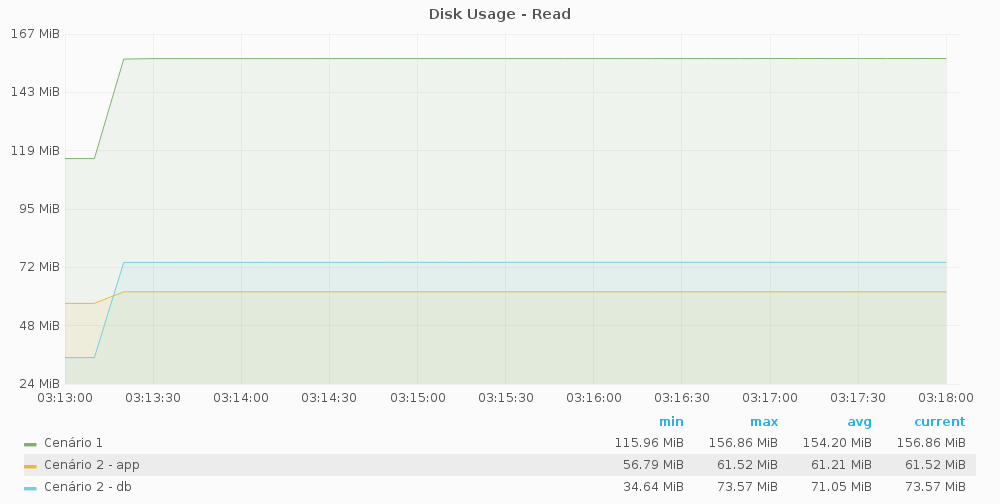 Disk Usage - Read
167 MiB
143 MiB
119 MiB
95 MiB
72 MiB
48 MiB
24 MiB
03:13:00 03:13:30 03:14:00 03:14:30 03:15:00 03:15:30 03:16:00 03:16:30 03:17:00 03:17:30 03:18:00
min max avg current
Cenário 1 115.96 MiB 156.86 MiB 154.20 MiB 156.86 MiB
Cenário 2 - app 56.79 MiB 61.52 MiB 61.21 MiB 61.52 MiB
Cenário 2 - db 34.64 MiB 73.57 MiB 71.05 MiB 73.57 MiB